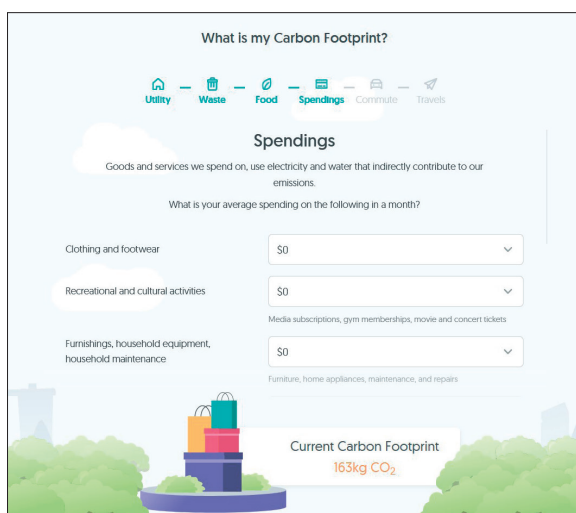 What is my Carbon Footprint?
Utility Waste Food Spendings Commute Travels
Spendings
Goods and services we spend on, use electricity and water that indirectly contribute to our
emissions.
What is your average spending on the following in a month?
Clothing and footwear $0
Recreational and cultural activities $0
Media subscriptions, gym memberships, movie and concert tickets
Furnishings, household equipment,
household maintenance
$0
Furniture, home appliances, maintenance, and repairs
Current Carbon Footprint
163kg CO₂